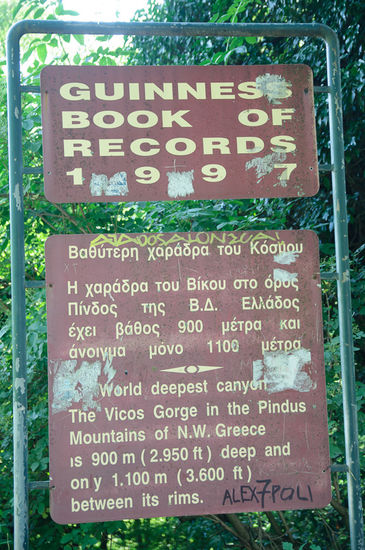 GUINNESS
BOOK OF
RECORDS
1997
Βαθύτερη χαράδρα του Κόσμου
Η χαράδρα του Βίκου στο όρος
Πίνδος της Β.Δ. Ελλάδος
έχει βάθος 900 μέτρα και
άνοιγμα μόνο 1100 μέτρα
World deepest canyon
The Vicos Gorge in the Pindus
Mountains of N.W. Greece
is 900 m ( 2.950 ft ) deep and
on y 1.100 m ( 3.600 ft )
between its rims.
ALEX7POLI